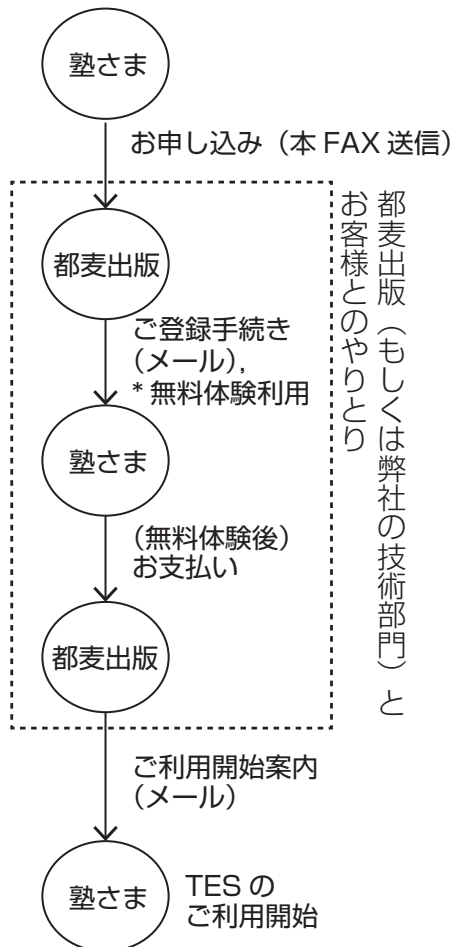 塾さま
お申し込み（本 FAX 送信）
都麦出版
ご登録手続き
（メール），
* 無料体験利用
塾さま
（無料体験後）
お支払い
都麦出版
都麦出版（もしくは弊社の技術部門）と
お客様とのやりとり
ご利用開始案内
（メール）
塾さま
TES の
ご利用開始